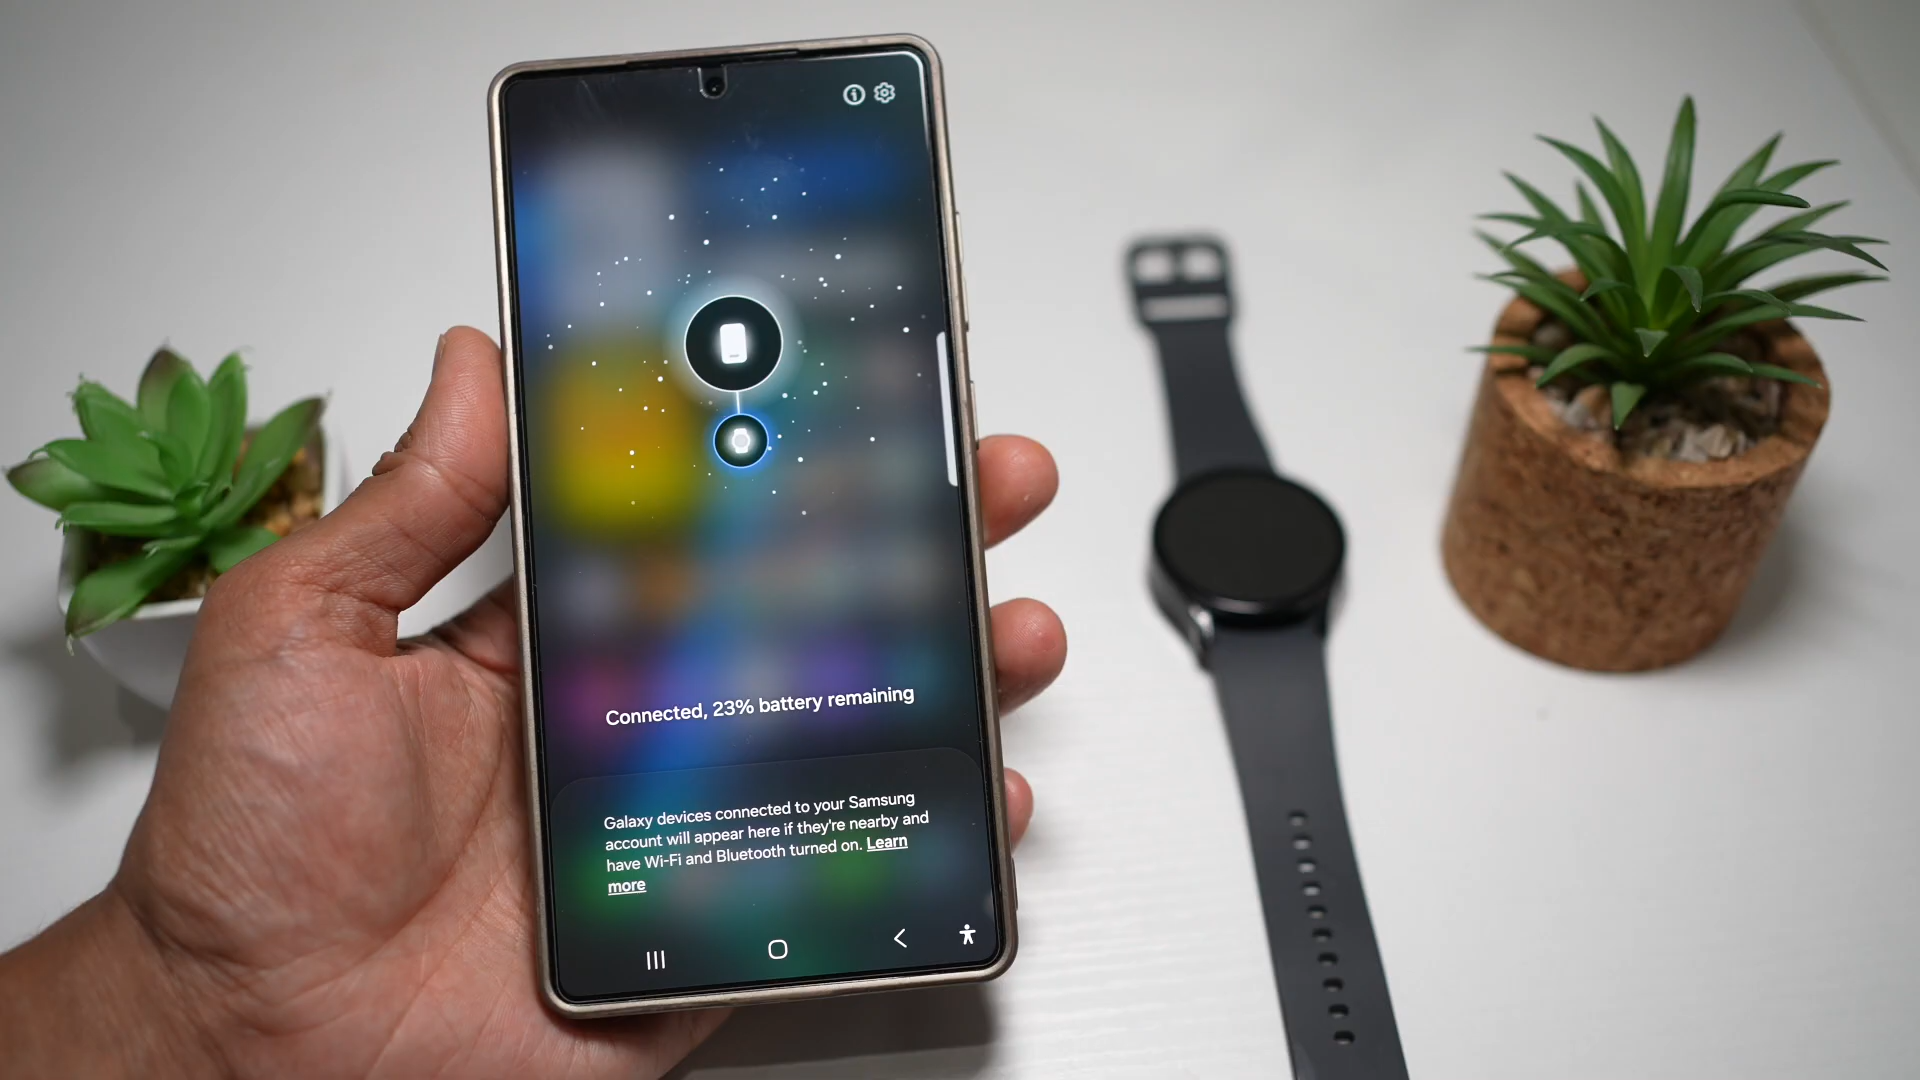 Connected, 23% battery remaining
Galaxy devices connected to your Samsung
account will appear here if they're nearby and
have Wi-Fi and Bluetooth turned on. Learn
more